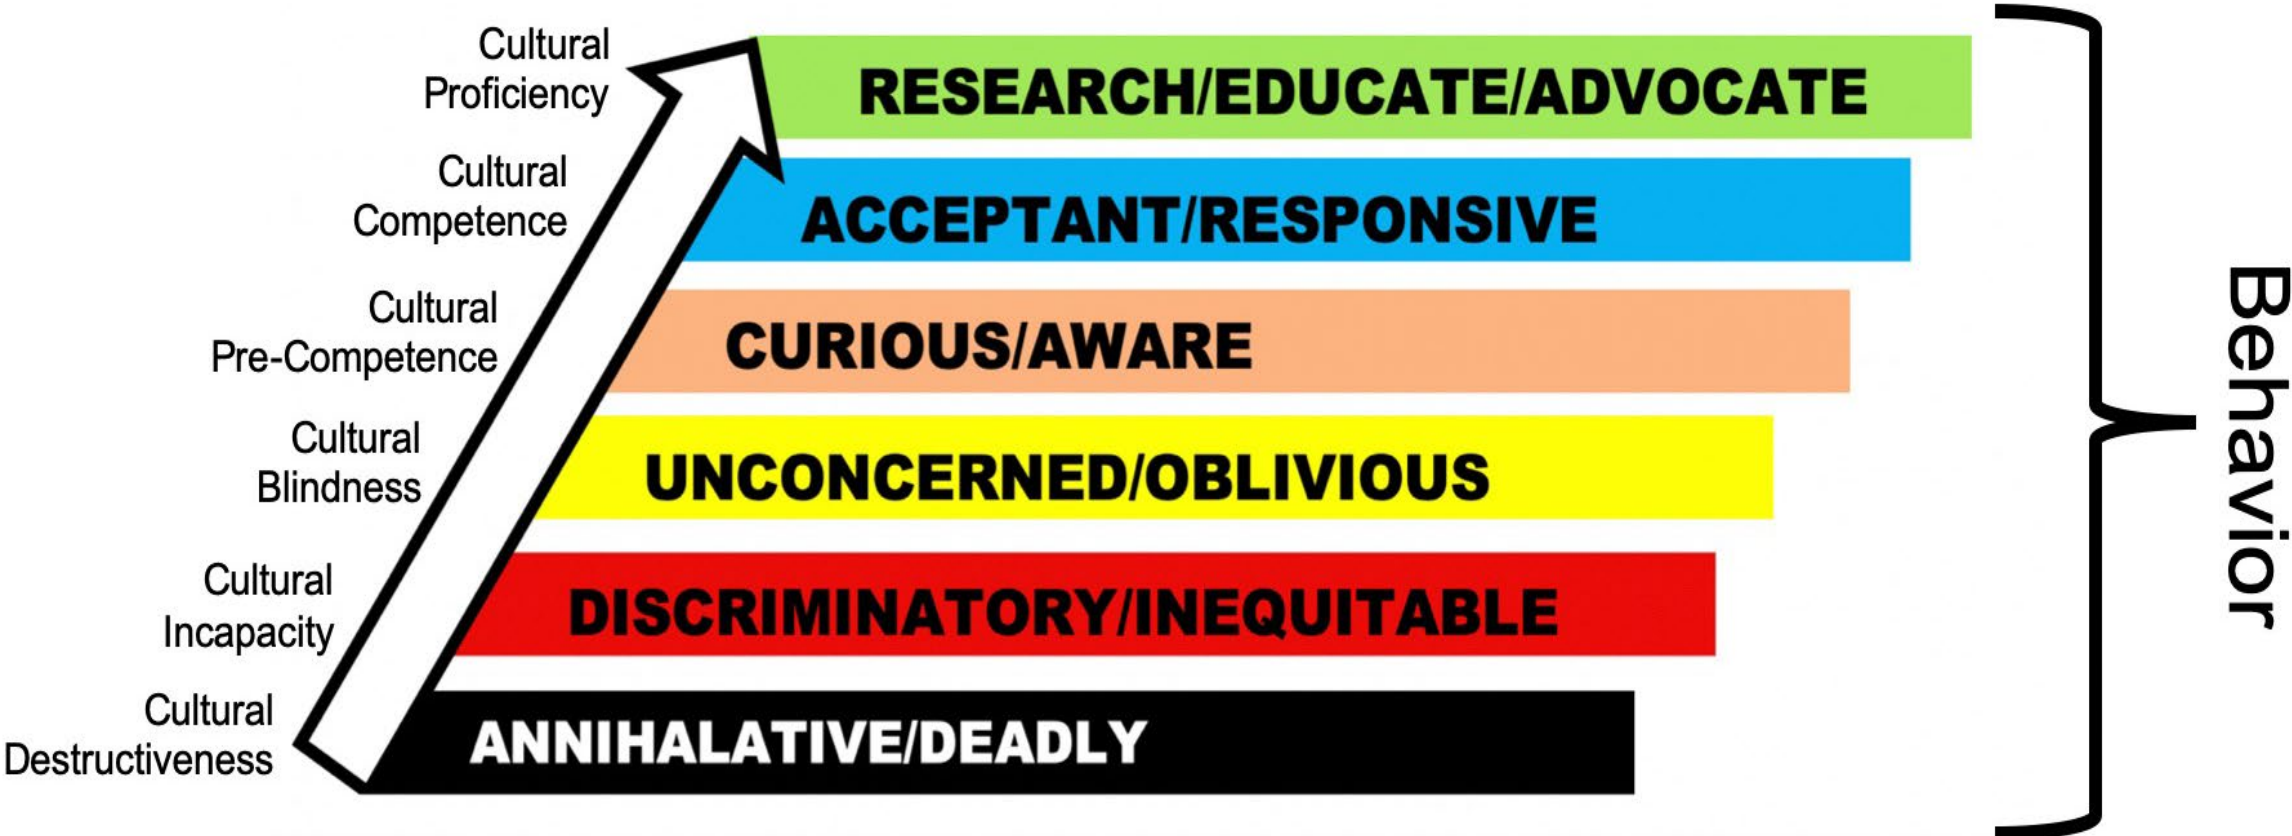 Cultural
Proficiency
RESEARCH/EDUCATE/ADVOCATE
Cultural
Competence
ACCEPTANT/RESPONSIVE
Cultural
Pre-Competence
CURIOUS/AWARE
Cultural
Blindness
UNCONCERNED/OBLIVIOUS
Cultural
Incapacity
DISCRIMINATORY/INEQUITABLE
Cultural
Destructiveness
ANNIHALATIVE/DEADLY
Behavior